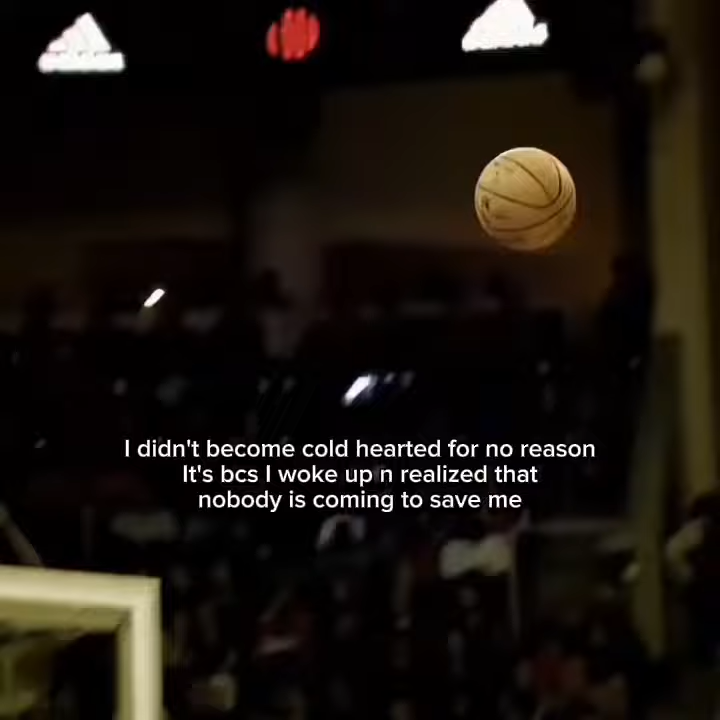 I didn't become cold hearted for no reason
It's bcs I woke up n realized that
nobody is coming to save me